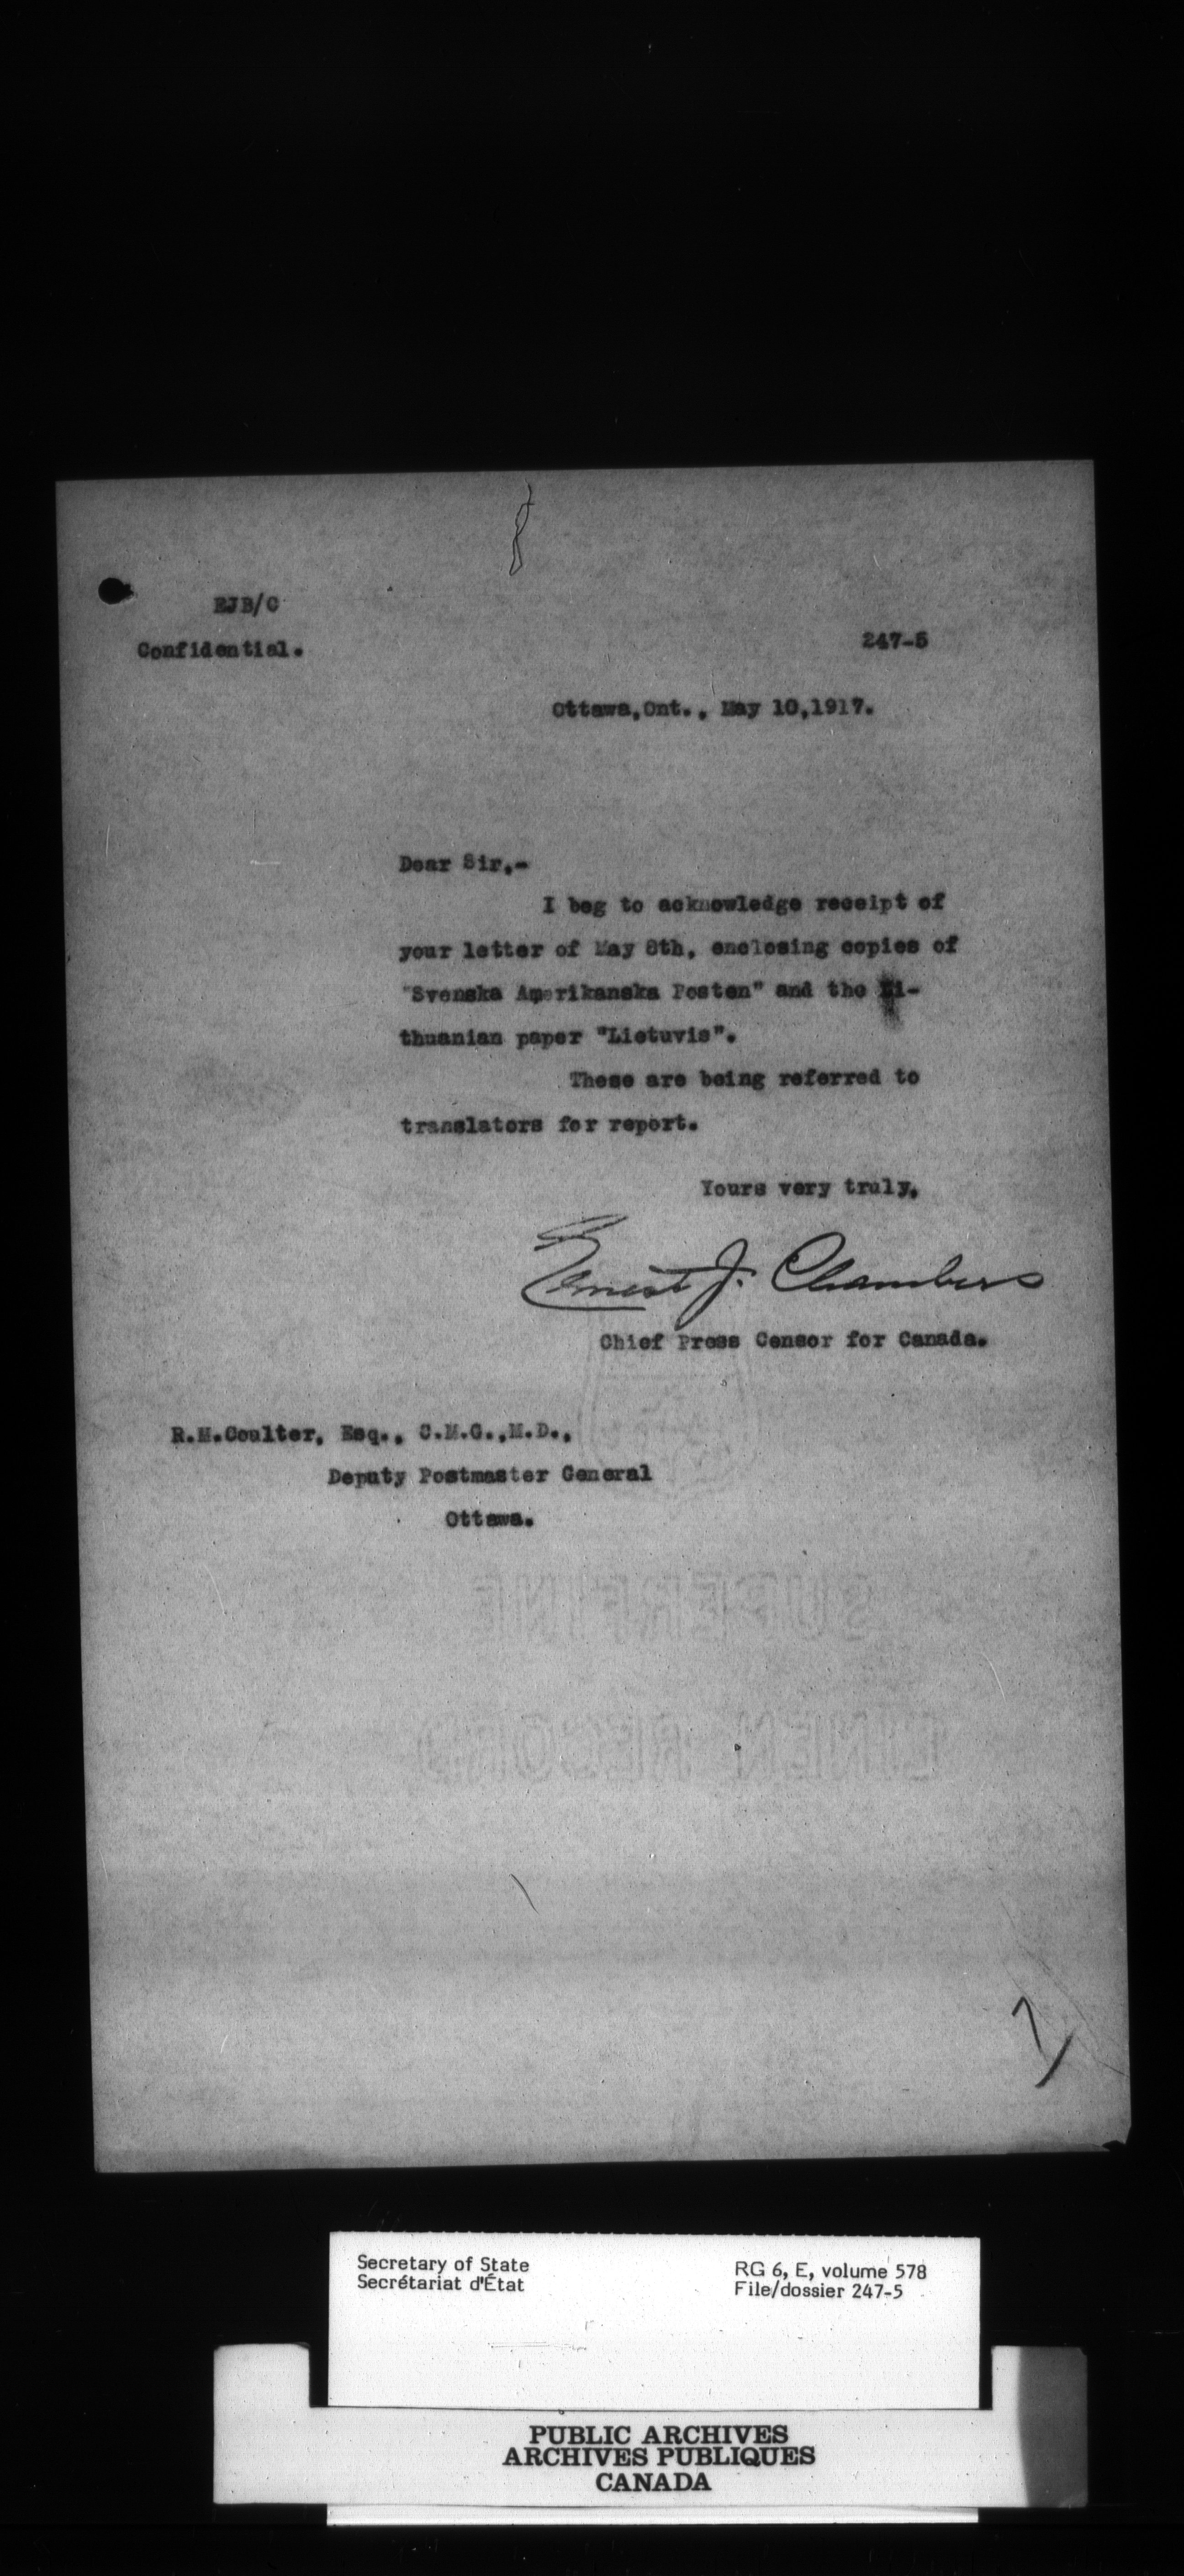 EJB/C
Confidential.
247-5
Ottawa,Ont., May 10,1917.
Dear Sir,-
I beg to acknowledge receipt of
your letter of May 8th, enclosing copies of
"Svenska Amerikanska Posten" and the Li-
thuanian paper "Lietuvis".
These are being referred to
translators for report.
Yours very truly,
Ernest J. Chambers
Chief Press Censor for Canada.
R.M.Coulter, Esq., C.M.G.,M.D.,
Deputy Postmaster General
Ottawa.
SUPERFINE
LINEN RECORD
Secretary of State
Secrétariat d'État
RG 6, E, volume 578
File/dossier 247-5
PUBLIC ARCHIVES
ARCHIVES PUBLIQUES
CANADA